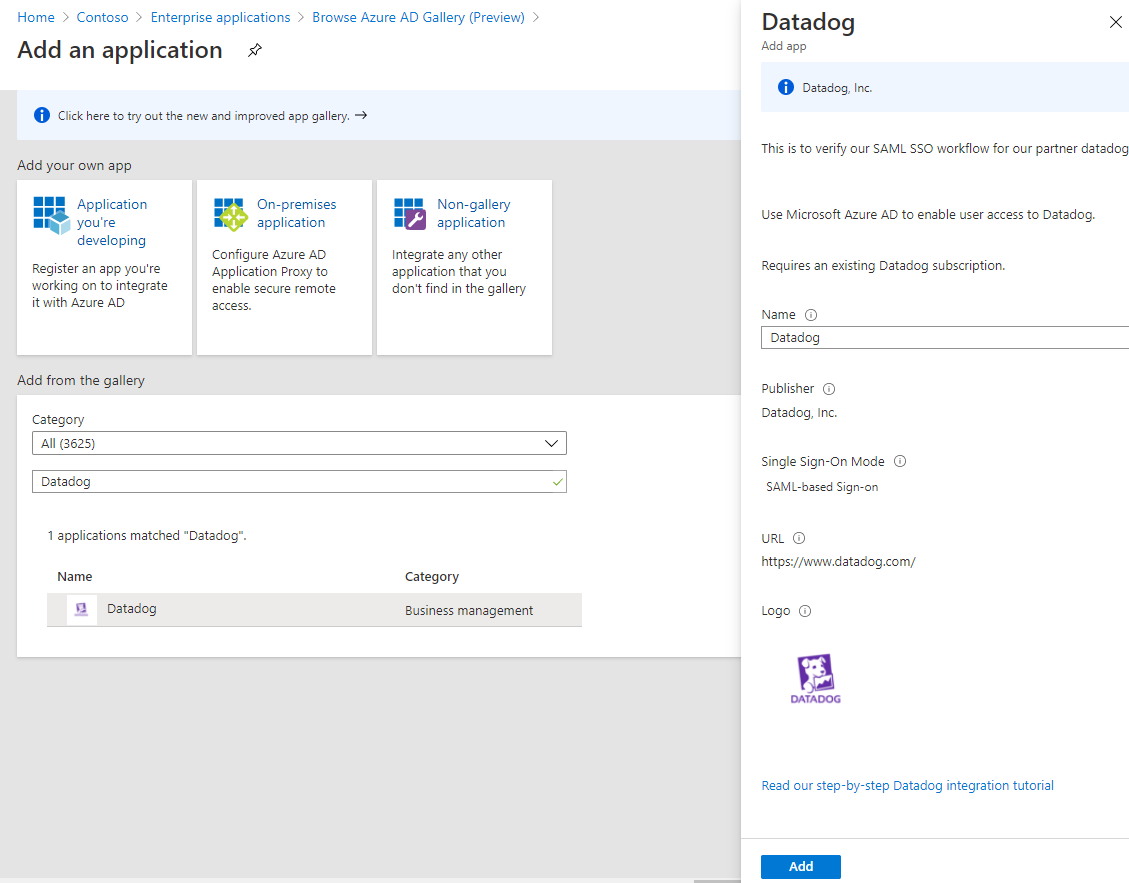 Home > Contoso > Enterprise applications > Browse Azure AD Gallery (Preview) >
Add an application
Click here to try out the new and improved app gallery. →
Add your own app
Application
you're
developing
Register an app you're
working on to integrate
it with Azure AD
On-premises
application
Configure Azure AD
Application Proxy to
enable secure remote
access.
Non-gallery
application
Integrate any other
application that you
don't find in the gallery
Add from the gallery
Category
All (3625)
Datadog
1 applications matched "Datadog".
Name Category
Datadog Business management
Datadog
Add app
Datadog, Inc.
This is to verify our SAML SSO workflow for our partner datadog
Use Microsoft Azure AD to enable user access to Datadog.
Requires an existing Datadog subscription.
Name
Datadog
Publisher
Datadog, Inc.
Single Sign-On Mode
SAML-based Sign-on
URL
https://www.datadog.com/
Logo
DATADOG
Read our step-by-step Datadog integration tutorial
Add